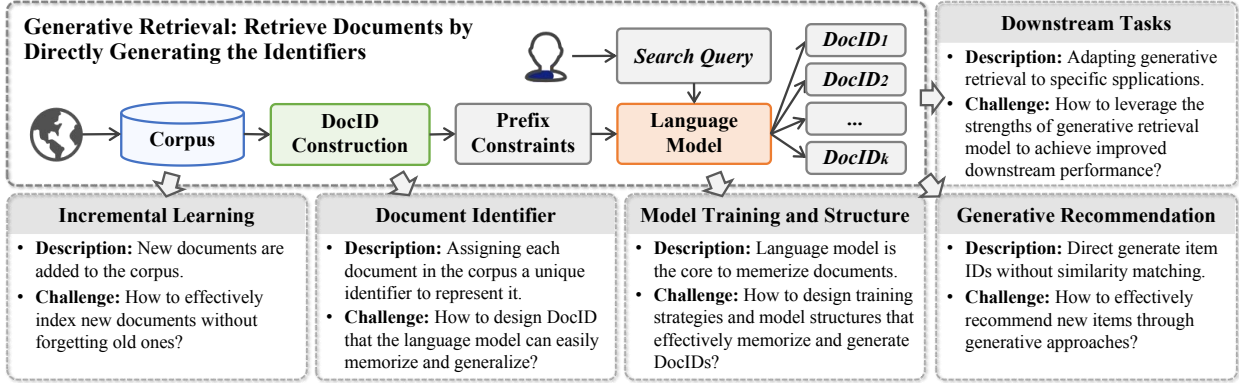 Generative Retrieval: Retrieve Documents by
Directly Generating the Identifiers
Search Query
Corpus
DocID
Construction
Prefix
Constraints
Language
Model
DocID1
DocID2
...
DocIDk
Downstream Tasks
• Description: Adapting generative
retrieval to specific spplications.
• Challenge: How to leverage the
strengths of generative retrieval
model to achieve improved
downstream performance?
Incremental Learning
• Description: New documents are
added to the corpus.
• Challenge: How to effectively
index new documents without
forgetting old ones?
Document Identifier
• Description: Assigning each
document in the corpus a unique
identifier to represent it.
• Challenge: How to design DocID
that the language model can easily
memorize and generalize?
Model Training and Structure
• Description: Language model is
the core to memerize documents.
• Challenge: How to design training
strategies and model structures that
effectively memorize and generate
DocIDs?
Generative Recommendation
• Description: Direct generate item
IDs without similarity matching.
• Challenge: How to effectively
recommend new items through
generative approaches?